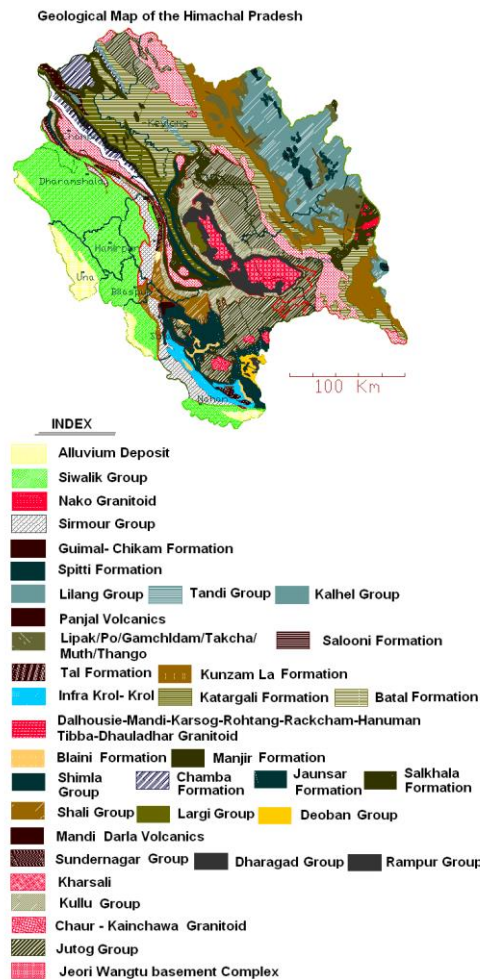 Geological Map of the Himachal Pradesh
Dharamshala
Hamirpur
Una
Bilaspur
Nahan
100 Km
INDEX
Alluvium Deposit
Siwalik Group
Nako Granitoid
Sirmour Group
Guimal- Chikam Formation
Spitti Formation
Lilang Group Tandi Group Kalhel Group
Panjal Volcanics
Lipak/Po/Gamchldam/Takcha/
Muth/Thango Salooni Formation
Tal Formation Kunzam La Formation
Infra Krol- Krol Katargali Formation Batal Formation
Dalhousie-Mandi-Karsog-Rohtang-Rackcham-Hanuman
Tibba-Dhauladhar Granitoid
Blaini Formation Manjir Formation
Shimla Group Chamba Formation Jaunsar Formation Salkhala Formation
Shali Group Largi Group Deoban Group
Mandi Darla Volcanics
Sundernagar Group Dharagad Group Rampur Group
Kharsali
Kullu Group
Chaur - Kainchawa Granitoid
Jutog Group
Jeori Wangtu basement Complex